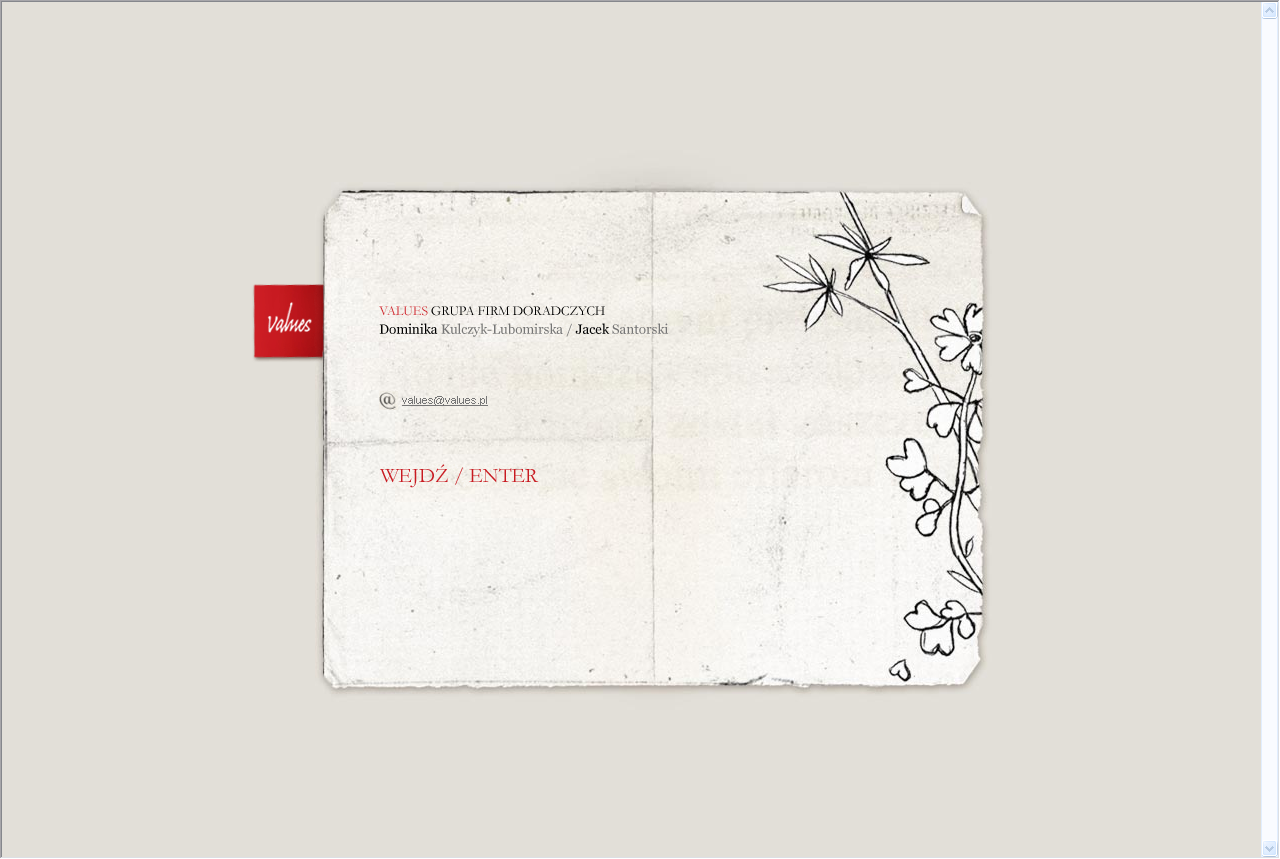 Values
VALUES GRUPA FIRM DORADCZYCH
Dominika Kulczyk-Lubomirska / Jacek Santorski
@ values@values.pl
WEJDŹ / ENTER